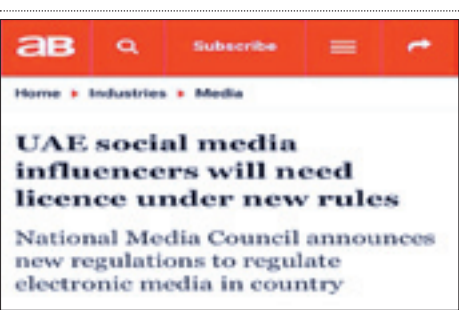 aB Subscribe
Home Industries Media
UAE social media
influencers will need
licence under new rules
National Media Council announces
new regulations to regulate
electronic media in country